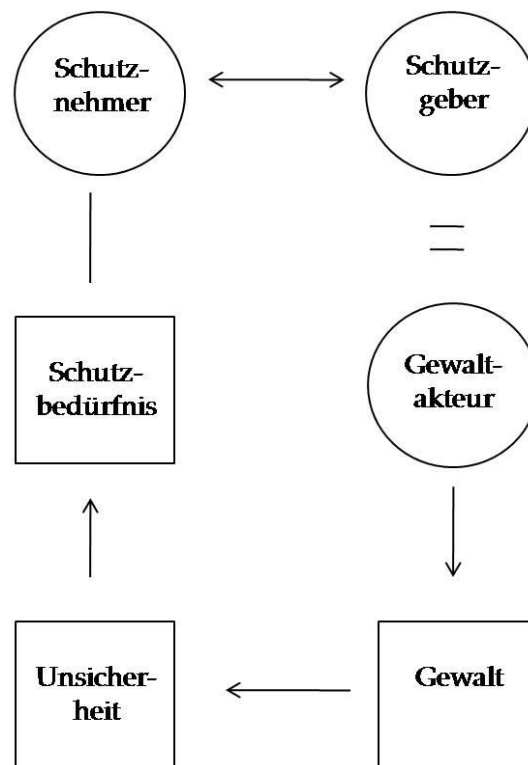 Schutz-
nehmer
Schutz-
geber
Schutz-
bedürfnis
Gewalt-
akteur
Unsicher-
heit
Gewalt